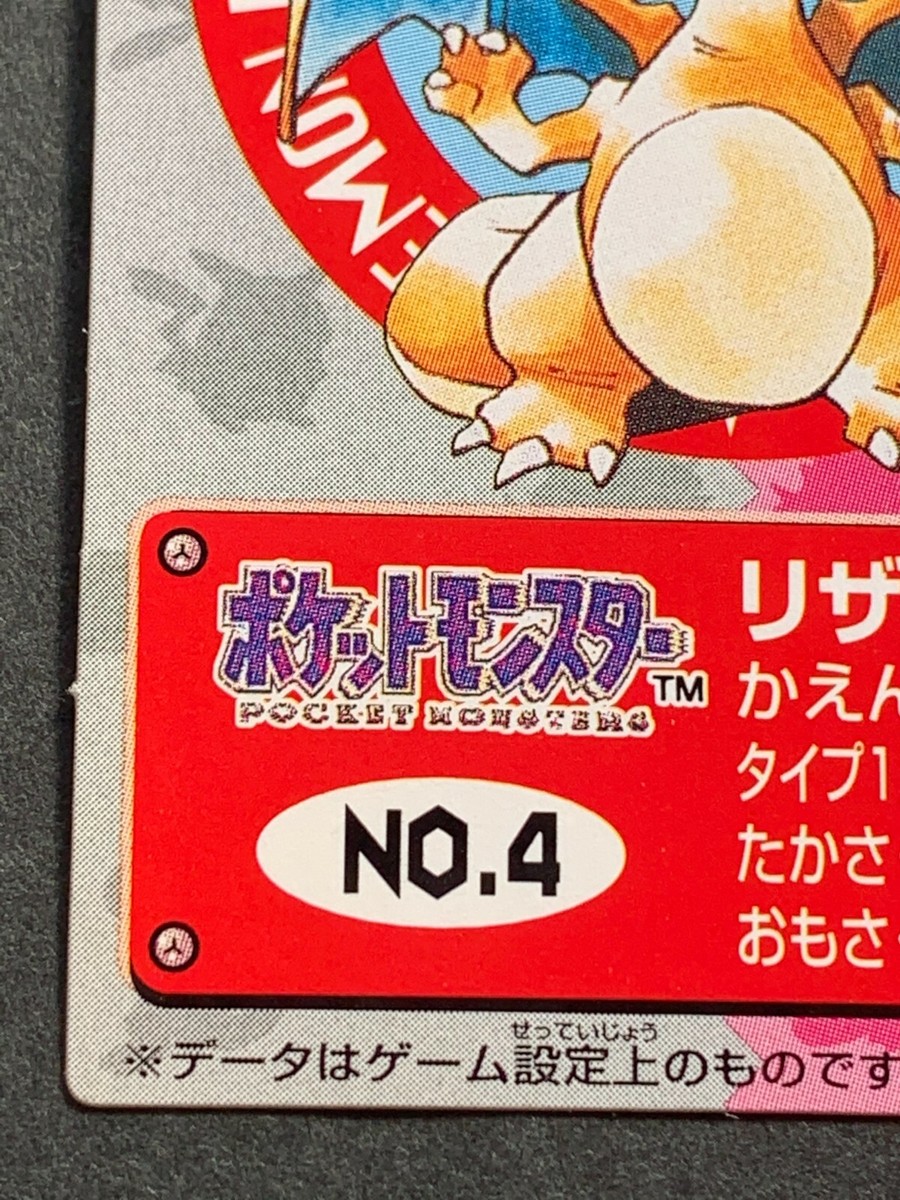 EMON
ポケットモンスター TM
POCKET MONSTERS
NO.4
リザ
かえん
タイプ1
たかさ
おもさ
せっていじょう
※データはゲーム設定上のものです